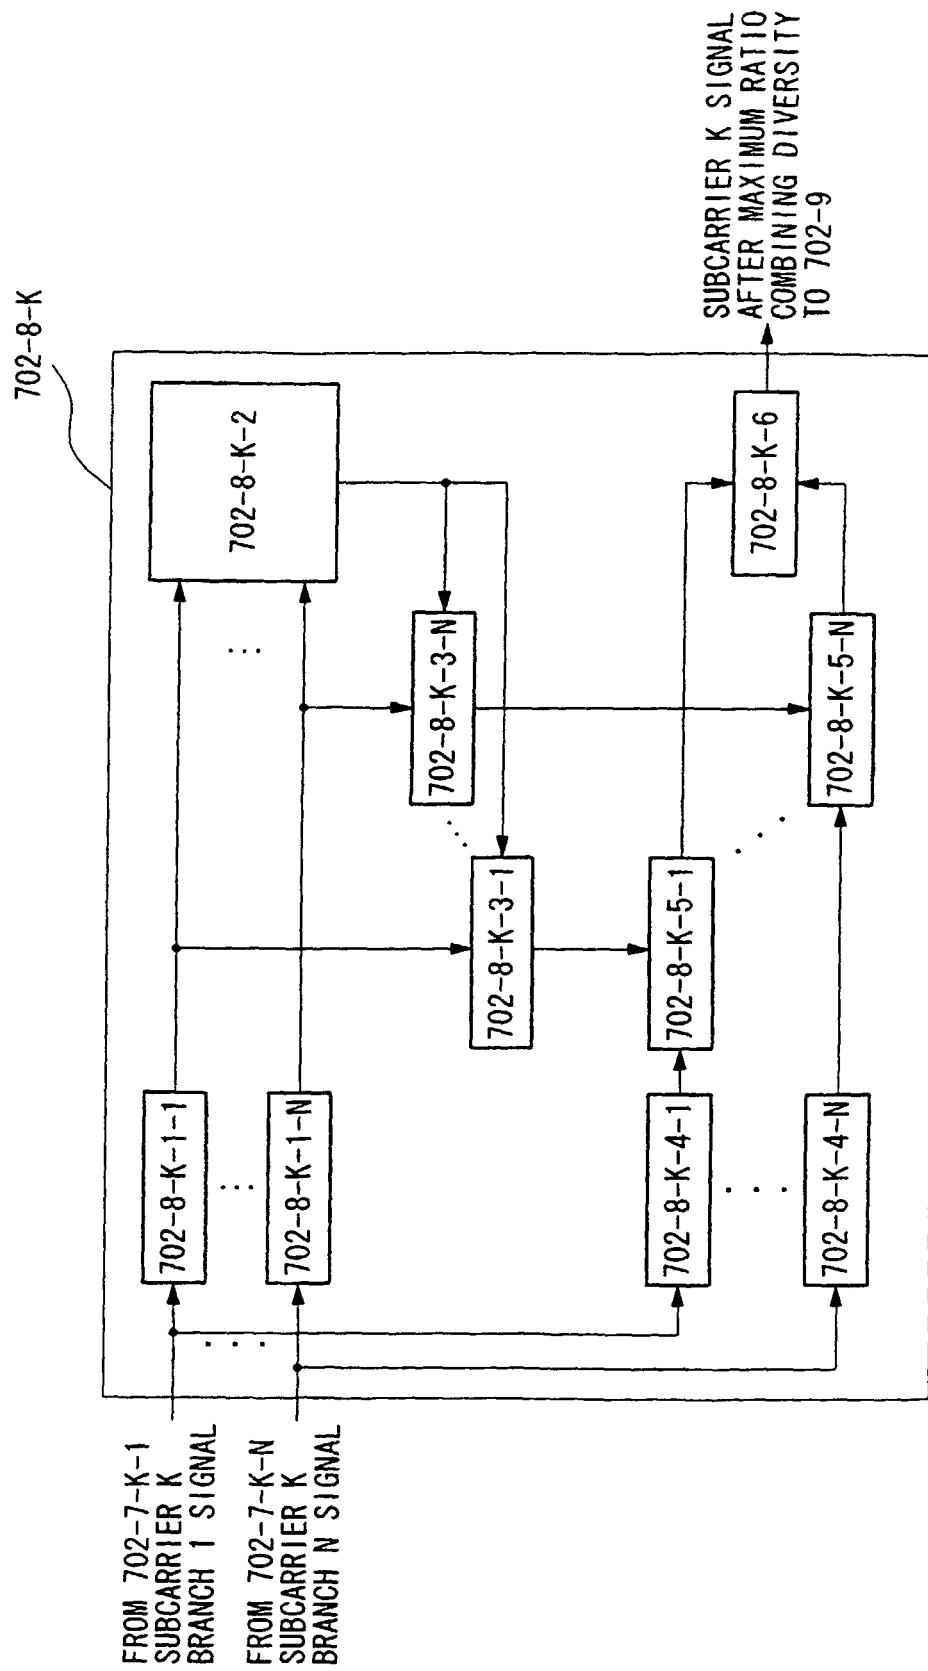 702-8-K
FROM 702-7-K-1
SUBCARRIER K
BRANCH 1 SIGNAL
FROM 702-7-K-N
SUBCARRIER K
BRANCH N SIGNAL
702-8-K-1-1
...
702-8-K-1-N
...
702-8-K-2
...
702-8-K-3-N
...
702-8-K-3-1
702-8-K-4-1
...
702-8-K-4-N
702-8-K-5-1
...
702-8-K-5-N
702-8-K-6
SUBCARRIER K SIGNAL
AFTER MAXIMUM RATIO
COMBINING DIVERSITY
TO 702-9